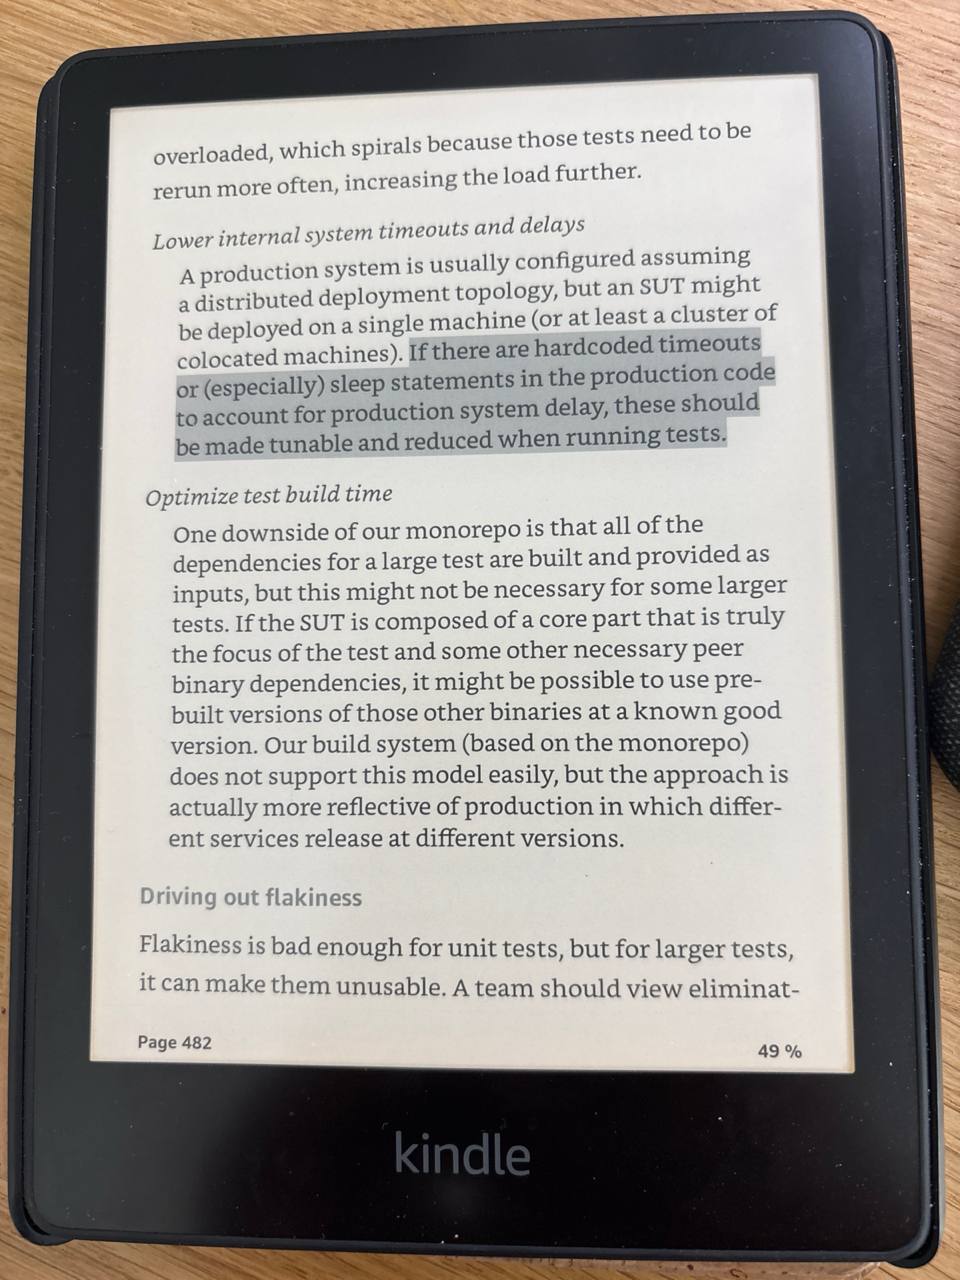 overloaded, which spirals because those tests need to be
rerun more often, increasing the load further.
Lower internal system timeouts and delays
A production system is usually configured assuming
a distributed deployment topology, but an SUT might
be deployed on a single machine (or at least a cluster of
colocated machines). If there are hardcoded timeouts
or (especially) sleep statements in the production code
to account for production system delay, these should
be made tunable and reduced when running tests.
Optimize test build time
One downside of our monorepo is that all of the
dependencies for a large test are built and provided as
inputs, but this might not be necessary for some larger
tests. If the SUT is composed of a core part that is truly
the focus of the test and some other necessary peer
binary dependencies, it might be possible to use pre-
built versions of those other binaries at a known good
version. Our build system (based on the monorepo)
does not support this model easily, but the approach is
actually more reflective of production in which differ-
ent services release at different versions.
Driving out flakiness
Flakiness is bad enough for unit tests, but for larger tests,
it can make them unusable. A team should view eliminat-
Page 482
49 %
kindle